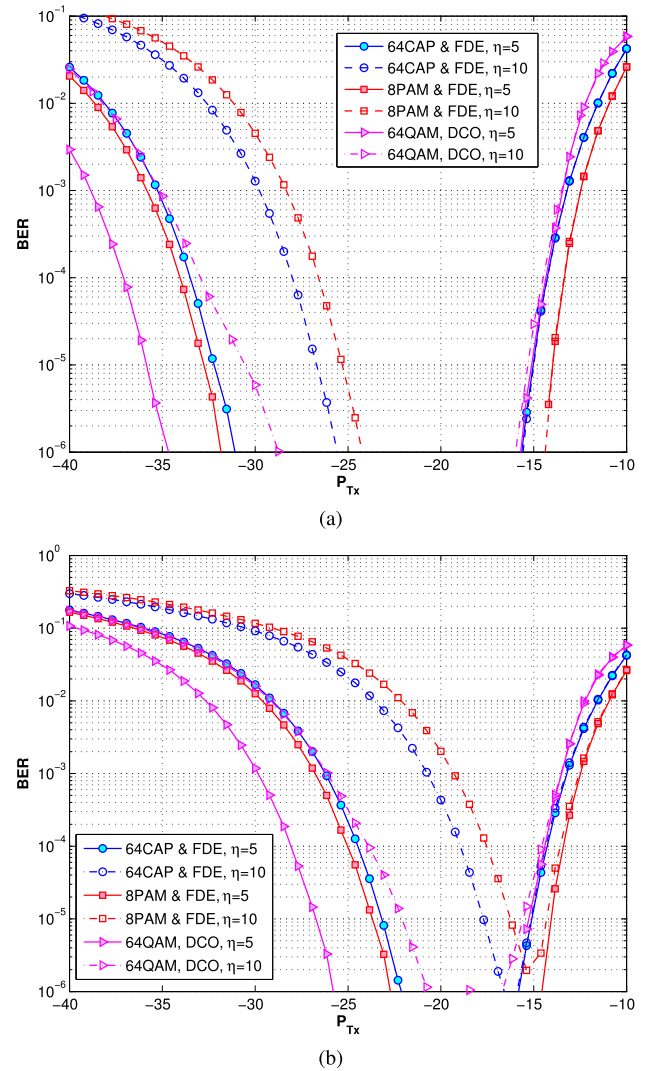 10⁻¹
10⁻²
10⁻³
10⁻⁴
10⁻⁵
10⁻⁶
BER
64CAP & FDE, η=5
64CAP & FDE, η=10
8PAM & FDE, η=5
8PAM & FDE, η=10
64QAM, DCO, η=5
64QAM, DCO, η=10
−40 −35 −30 −25 −20 −15 −10
P_Tx
(a)
10⁰
10⁻¹
10⁻²
10⁻³
10⁻⁴
10⁻⁵
10⁻⁶
BER
64CAP & FDE, η=5
64CAP & FDE, η=10
8PAM & FDE, η=5
8PAM & FDE, η=10
64QAM, DCO, η=5
64QAM, DCO, η=10
−40 −35 −30 −25 −20 −15 −10
P_Tx
(b)